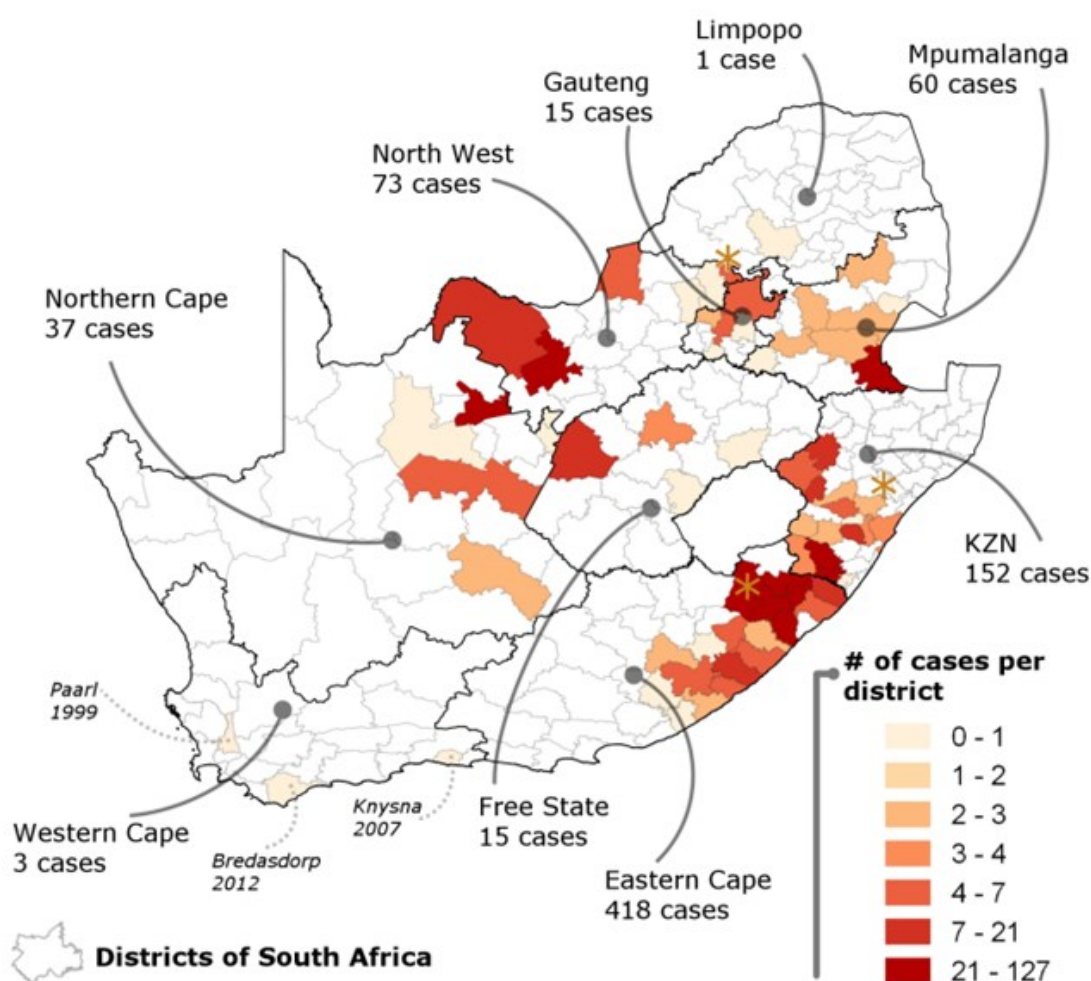 Limpopo
1 case
Mpumalanga
60 cases
Gauteng
15 cases
North West
73 cases
Northern Cape
37 cases
KZN
152 cases
# of cases per
district
Paarl
1999
0 - 1
1 - 2
2 - 3
3 - 4
4 - 7
7 - 21
21 - 127
Knysna
2007
Free State
15 cases
Western Cape
3 cases
Bredasdorp
2012
Eastern Cape
418 cases
Districts of South Africa